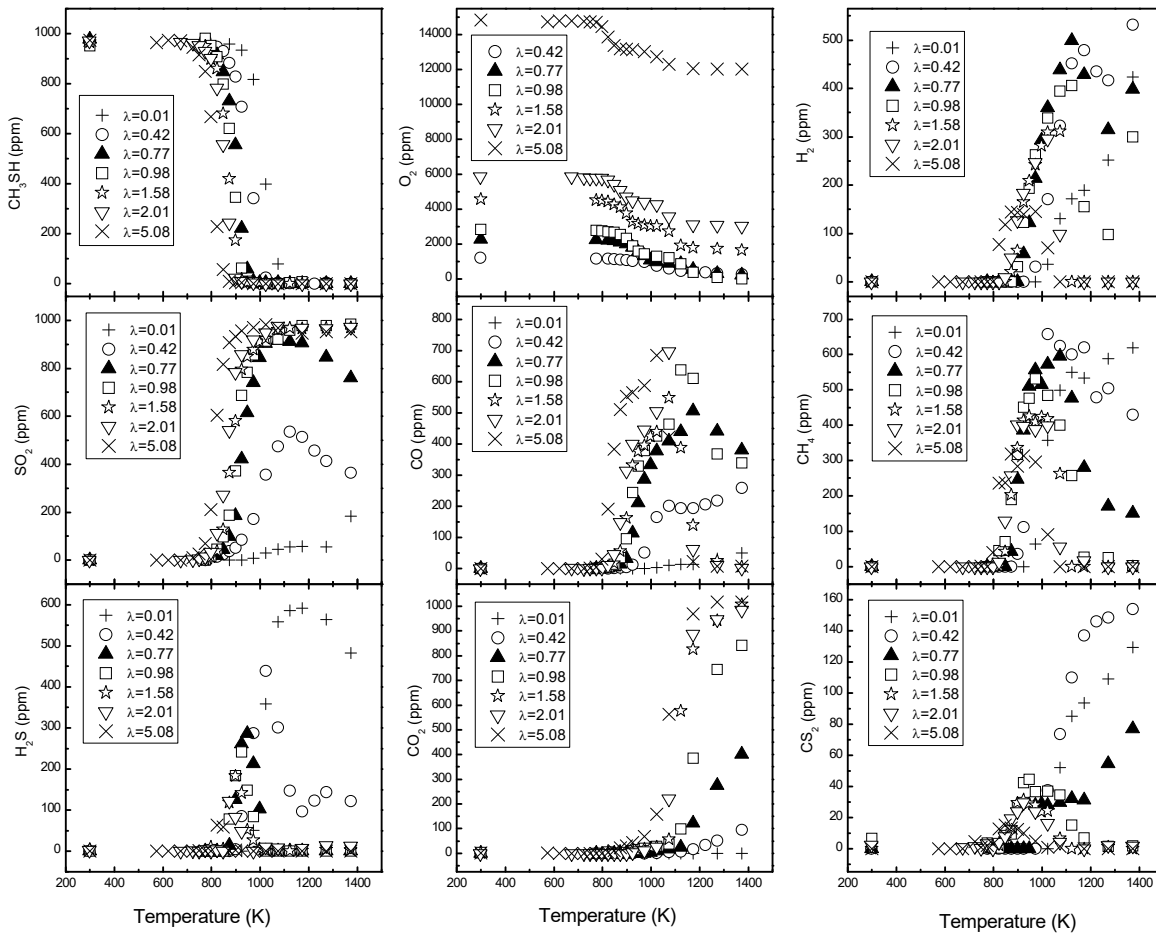 1000
800
600
400
200
0
CH3SH (ppm)
λ=0.01
λ=0.42
λ=0.77
λ=0.98
λ=1.58
λ=2.01
λ=5.08
16000
14000
12000
10000
8000
6000
4000
2000
0
O2 (ppm)
λ=0.42
λ=0.77
λ=0.98
λ=1.58
λ=2.01
λ=5.08
500
400
300
200
100
0
H2 (ppm)
λ=0.01
λ=0.42
λ=0.77
λ=0.98
λ=1.58
λ=2.01
λ=5.08
1000
800
600
400
200
0
SO2 (ppm)
λ=0.01
λ=0.42
λ=0.77
λ=0.98
λ=1.58
λ=2.01
λ=5.08
800
700
600
500
400
300
200
100
0
CO (ppm)
λ=0.01
λ=0.42
λ=0.77
λ=0.98
λ=1.58
λ=2.01
λ=5.08
700
600
500
400
300
200
100
0
CH4 (ppm)
λ=0.01
λ=0.42
λ=0.77
λ=0.98
λ=1.58
λ=2.01
λ=5.08
600
500
400
300
200
100
0
H2S (ppm)
λ=0.01
λ=0.42
λ=0.77
λ=0.98
λ=1.58
λ=2.01
λ=5.08
200 400 600 800 1000 1200 1400
Temperature (K)
1000
900
800
700
600
500
400
300
200
100
0
CO2 (ppm)
λ=0.01
λ=0.42
λ=0.77
λ=0.98
λ=1.58
λ=2.01
λ=5.08
200 400 600 800 1000 1200 1400
Temperature (K)
160
140
120
100
80
60
40
20
0
CS2 (ppm)
λ=0.01
λ=0.42
λ=0.77
λ=0.98
λ=1.58
λ=2.01
λ=5.08
200 400 600 800 1000 1200 1400
Temperature (K)